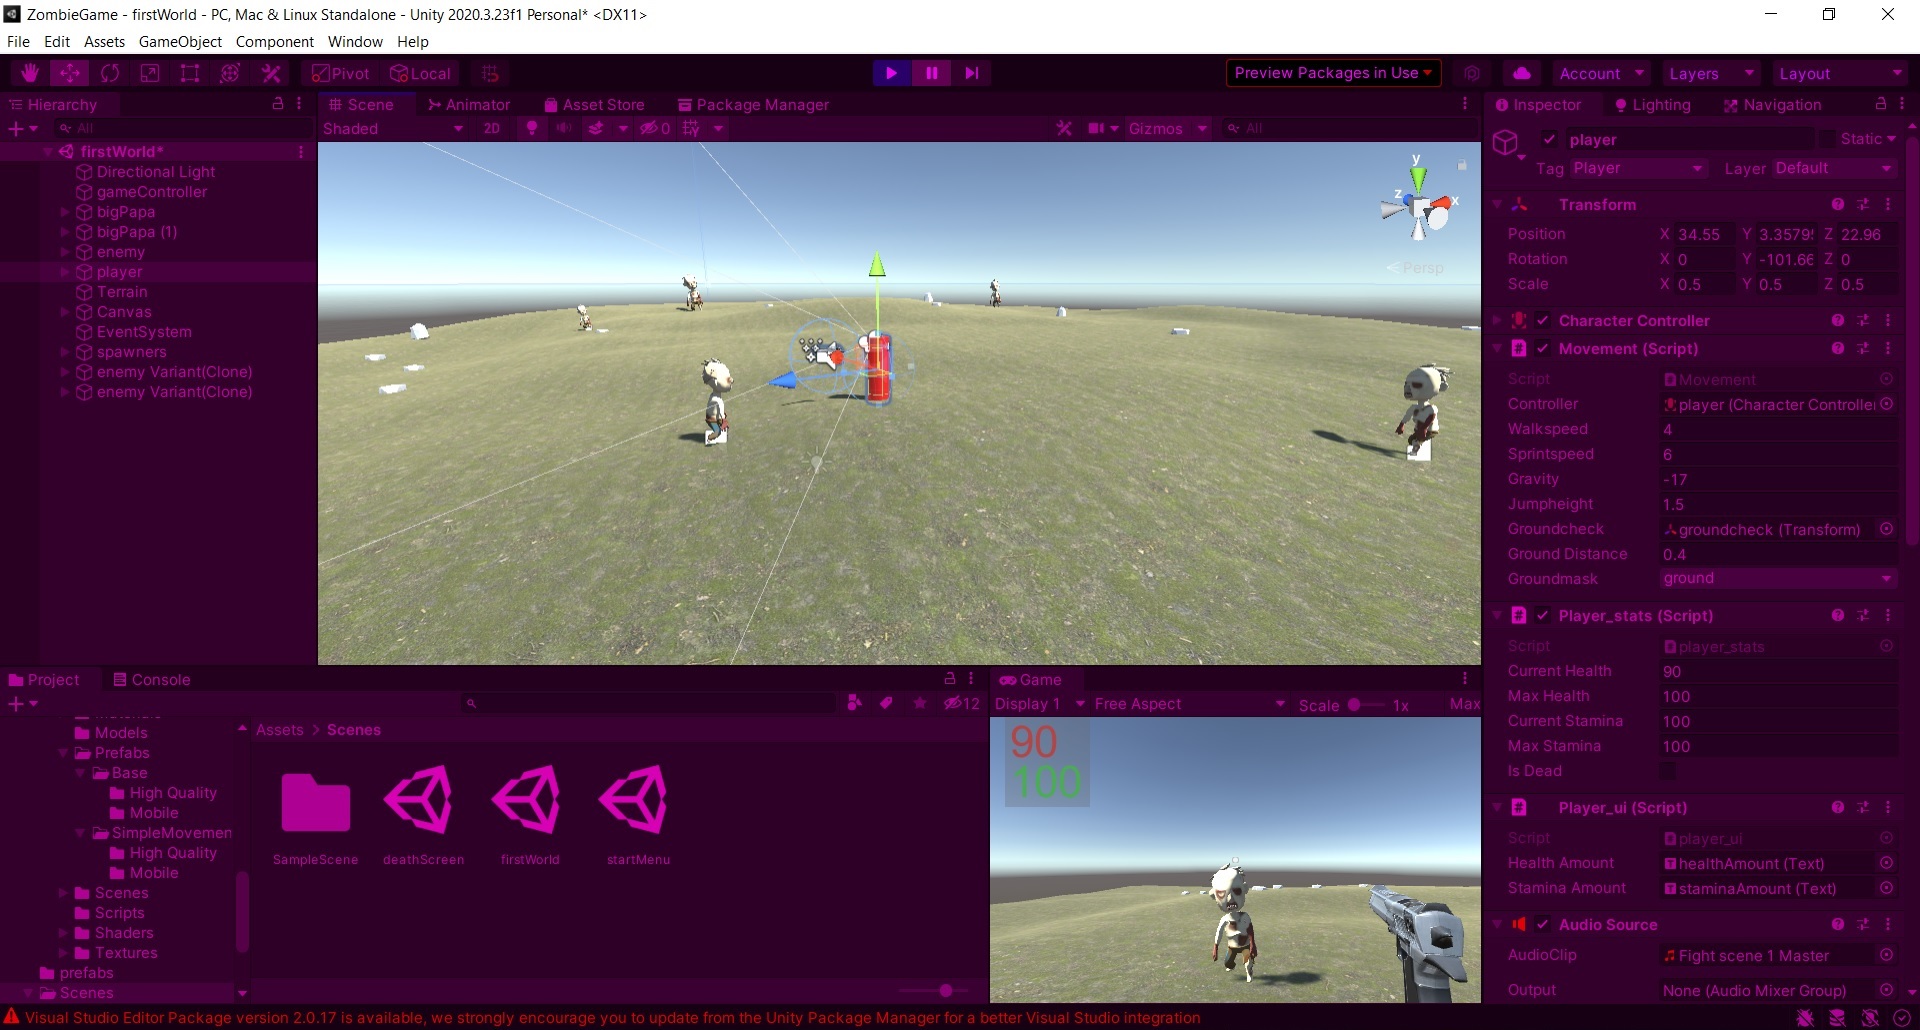 ZombieGame - firstWorld - PC, Mac & Linux Standalone - Unity 2020.3.23f1 Personal* <DX11>
File Edit Assets GameObject Component Window Help
Pivot Local Preview Packages in Use Account Layers Layout
Hierarchy
All
firstWorld*
Directional Light
gameController
bigPapa
bigPapa (1)
enemy
player
Terrain
Canvas
EventSystem
spawners
enemy Variant(Clone)
enemy Variant(Clone)
Scene Animator Asset Store Package Manager
Shaded 2D 0 Gizmos All
y
z x
Persp
Inspector Lighting Navigation
player Static
Tag Player Layer Default
Transform
Position X 34.55 Y 3.3579 Z 22.96
Rotation X 0 Y -101.66 Z 0
Scale X 0.5 Y 0.5 Z 0.5
Character Controller
Movement (Script)
Script Movement
Controller player (Character Controller
Walkspeed 4
Sprintspeed 6
Gravity -17
Jumpheight 1.5
Groundcheck groundcheck (Transform)
Ground Distance 0.4
Groundmask ground
Player_stats (Script)
Script player_stats
Current Health 90
Max Health 100
Current Stamina 100
Max Stamina 100
Is Dead
Player_ui (Script)
Script player_ui
Health Amount healthAmount (Text)
Stamina Amount staminaAmount (Text)
Audio Source
AudioClip Fight scene 1 Master
Output None (Audio Mixer Group)
Project Console
12
Models
Prefabs
Base
High Quality
Mobile
SimpleMovemen
High Quality
Mobile
Scenes
Scripts
Shaders
Textures
prefabs
Scenes
Assets > Scenes
SampleScene deathScreen firstWorld startMenu
Game
Display 1 Free Aspect Scale 1x Max
90
100
Visual Studio Editor Package version 2.0.17 is available, we strongly encourage you to update from the Unity Package Manager for a better Visual Studio integration